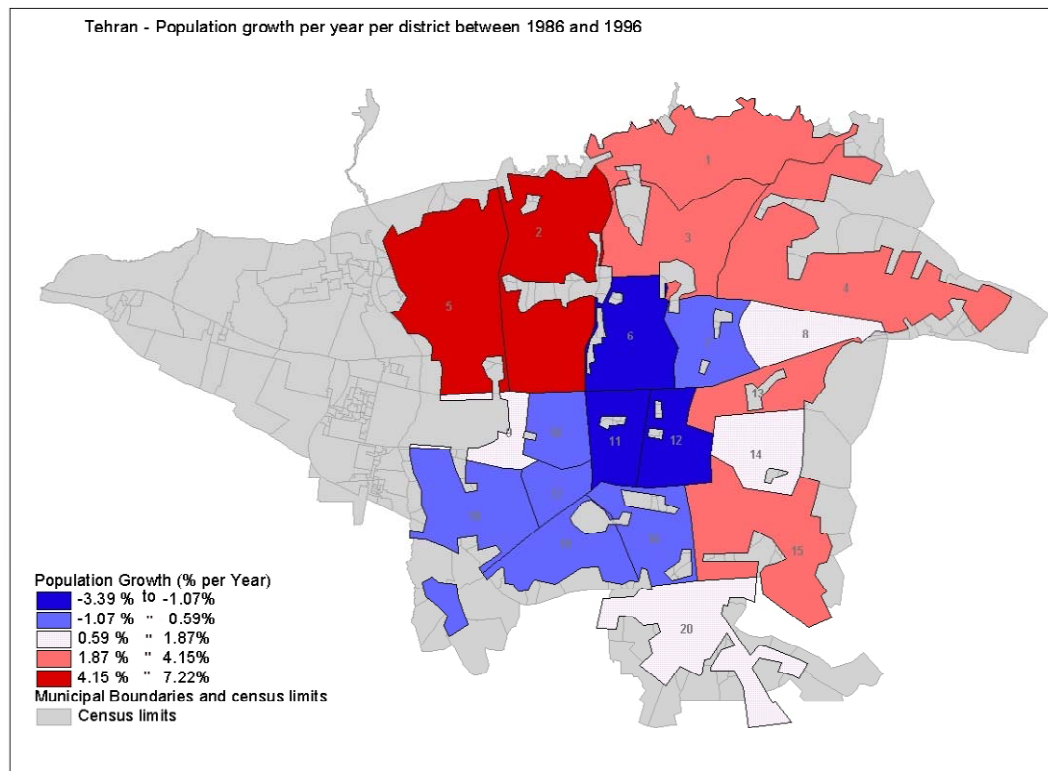 Tehran - Population growth per year per district between 1986 and 1996
1
2
3
5
4
6
8
13
9
11
12
14
15
20
Population Growth (% per Year)
-3.39 % to -1.07%
-1.07 % " 0.59%
0.59 % " 1.87%
1.87 % " 4.15%
4.15 % " 7.22%
Municipal Boundaries and census limits
Census limits